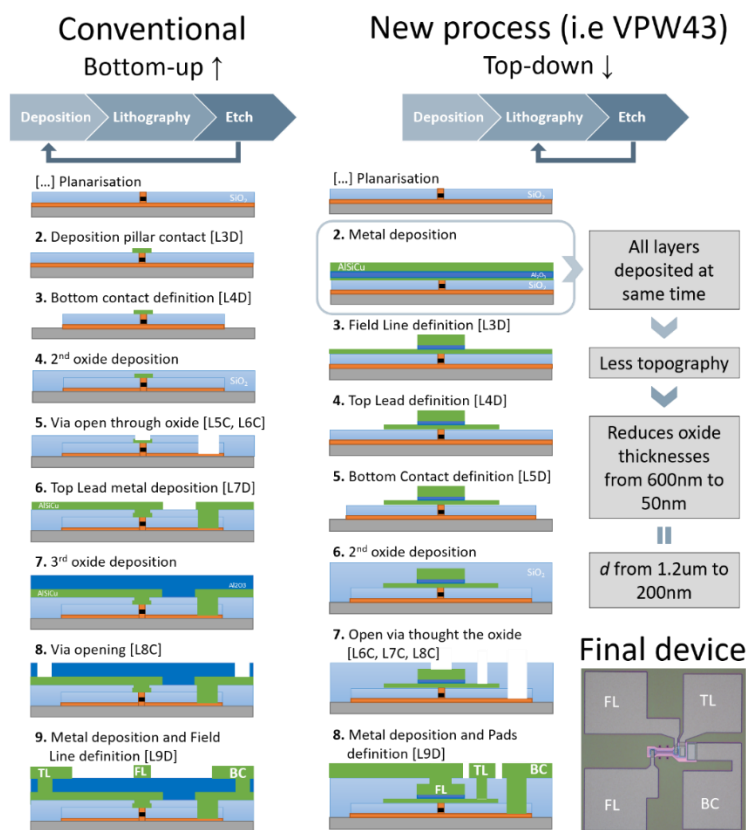 Conventional
Bottom-up ↑
Deposition
Lithography
Etch
[...] Planarisation
SiO₂
2. Deposition pillar contact [L3D]
3. Bottom contact definition [L4D]
4. 2nd oxide deposition
SiO₂
5. Via open through oxide [L5C, L6C]
6. Top Lead metal deposition [L7D]
AlSiCu
7. 3rd oxide deposition
Al2O3
AlSiCu
8. Via opening [L8C]
9. Metal deposition and Field
Line definition [L9D]
TL
FL
BC
New process (i.e VPW43)
Top-down ↓
Deposition
Lithography
Etch
[...] Planarisation
SiO₂
2. Metal deposition
AlSiCu
Al₂O₃
SiO₂
3. Field Line definition [L3D]
4. Top Lead definition [L4D]
5. Bottom Contact definition [L5D]
6. 2nd oxide deposition
SiO₂
7. Open via thought the oxide
[L6C, L7C, L8C]
8. Metal deposition and Pads
definition [L9D]
FL
TL
BC
All
layers
deposited at
same time
Less topography
Reduces oxide
thicknesses
from 600nm to
50nm
d from 1.2um to
200nm
Final device
FL
TL
FL
BC